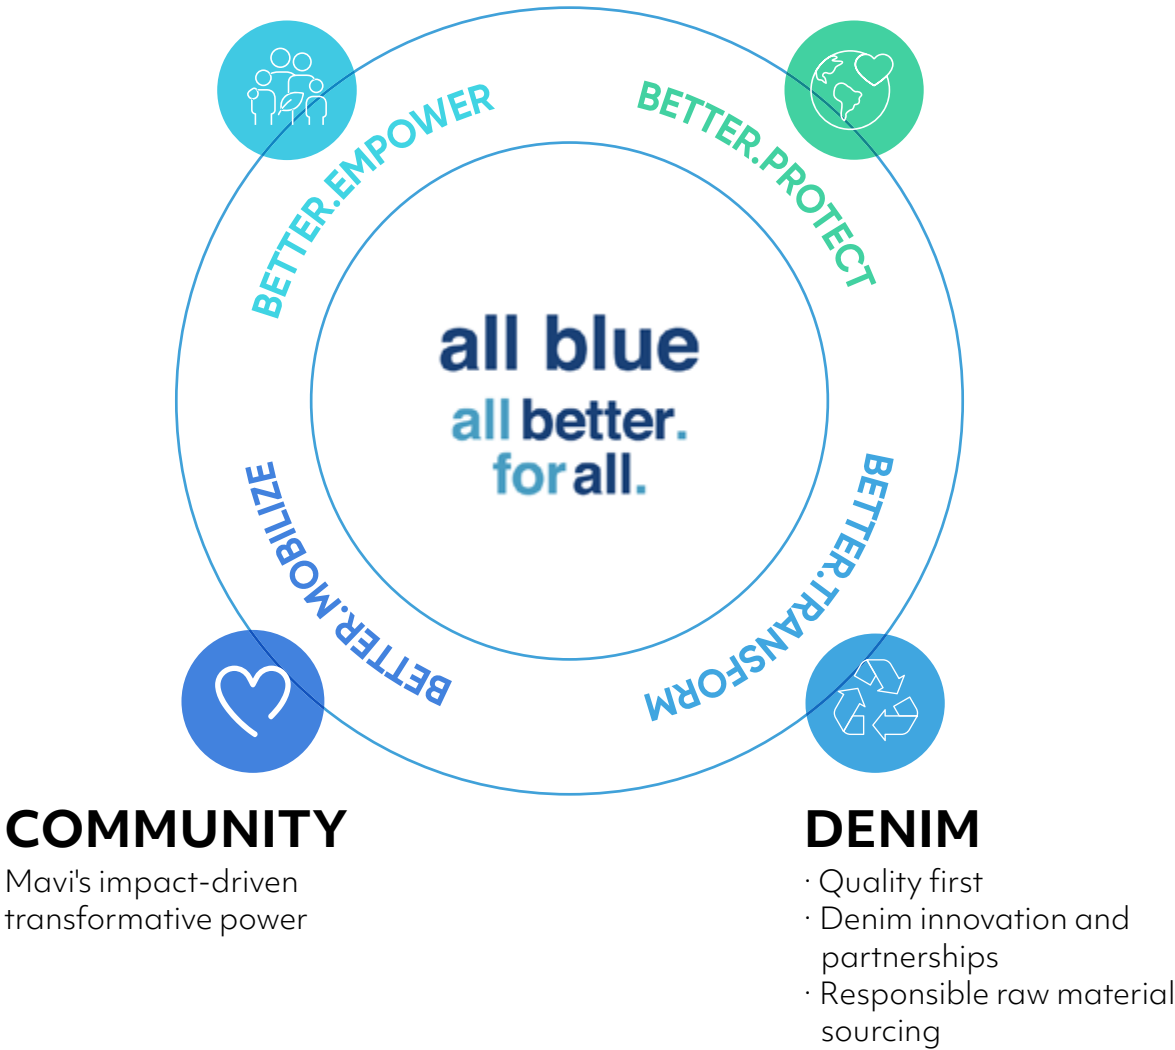 BETTER.EMPOWER
BETTER.PROTECT
all blue
all better.
for all.
BETTER.MOBILIZE
BETTER.TRANSFORM
COMMUNITY
Mavi's impact-driven
transformative power
DENIM
· Quality first
· Denim innovation and
partnerships
· Responsible raw material
sourcing